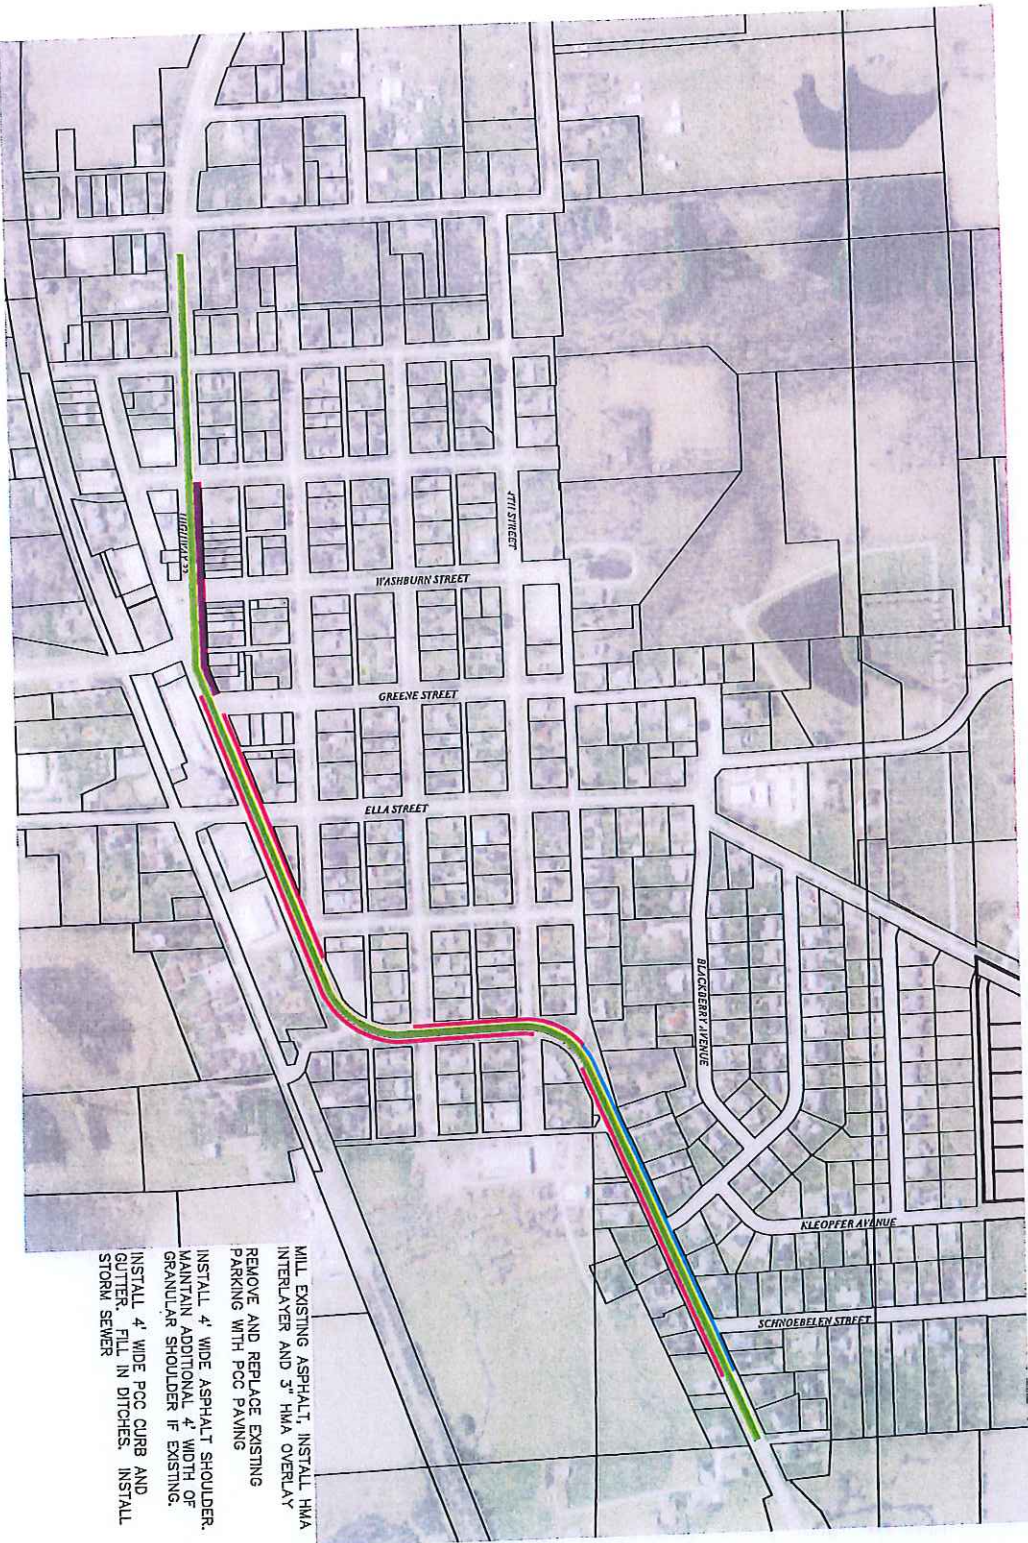 4TH STREET
HIGHWAY 22
WASHBURN STREET
GREENE STREET
ELLA STREET
BLACKBERRY AVENUE
KLEOPFER AVENUE
SCHNOEBELEN STREET
MILL EXISTING ASPHALT, INSTALL HMA
INTERLAYER AND 3" HMA OVERLAY
REMOVE AND REPLACE EXISTING
PARKING WITH PCC PAVING
INSTALL 4' WIDE ASPHALT SHOULDER.
MAINTAIN ADDITIONAL 4' WIDTH OF
GRANULAR SHOULDER IF EXISTING.
INSTALL 4' WIDE PCC CURB AND
GUTTER. FILL IN DITCHES. INSTALL
STORM SEWER